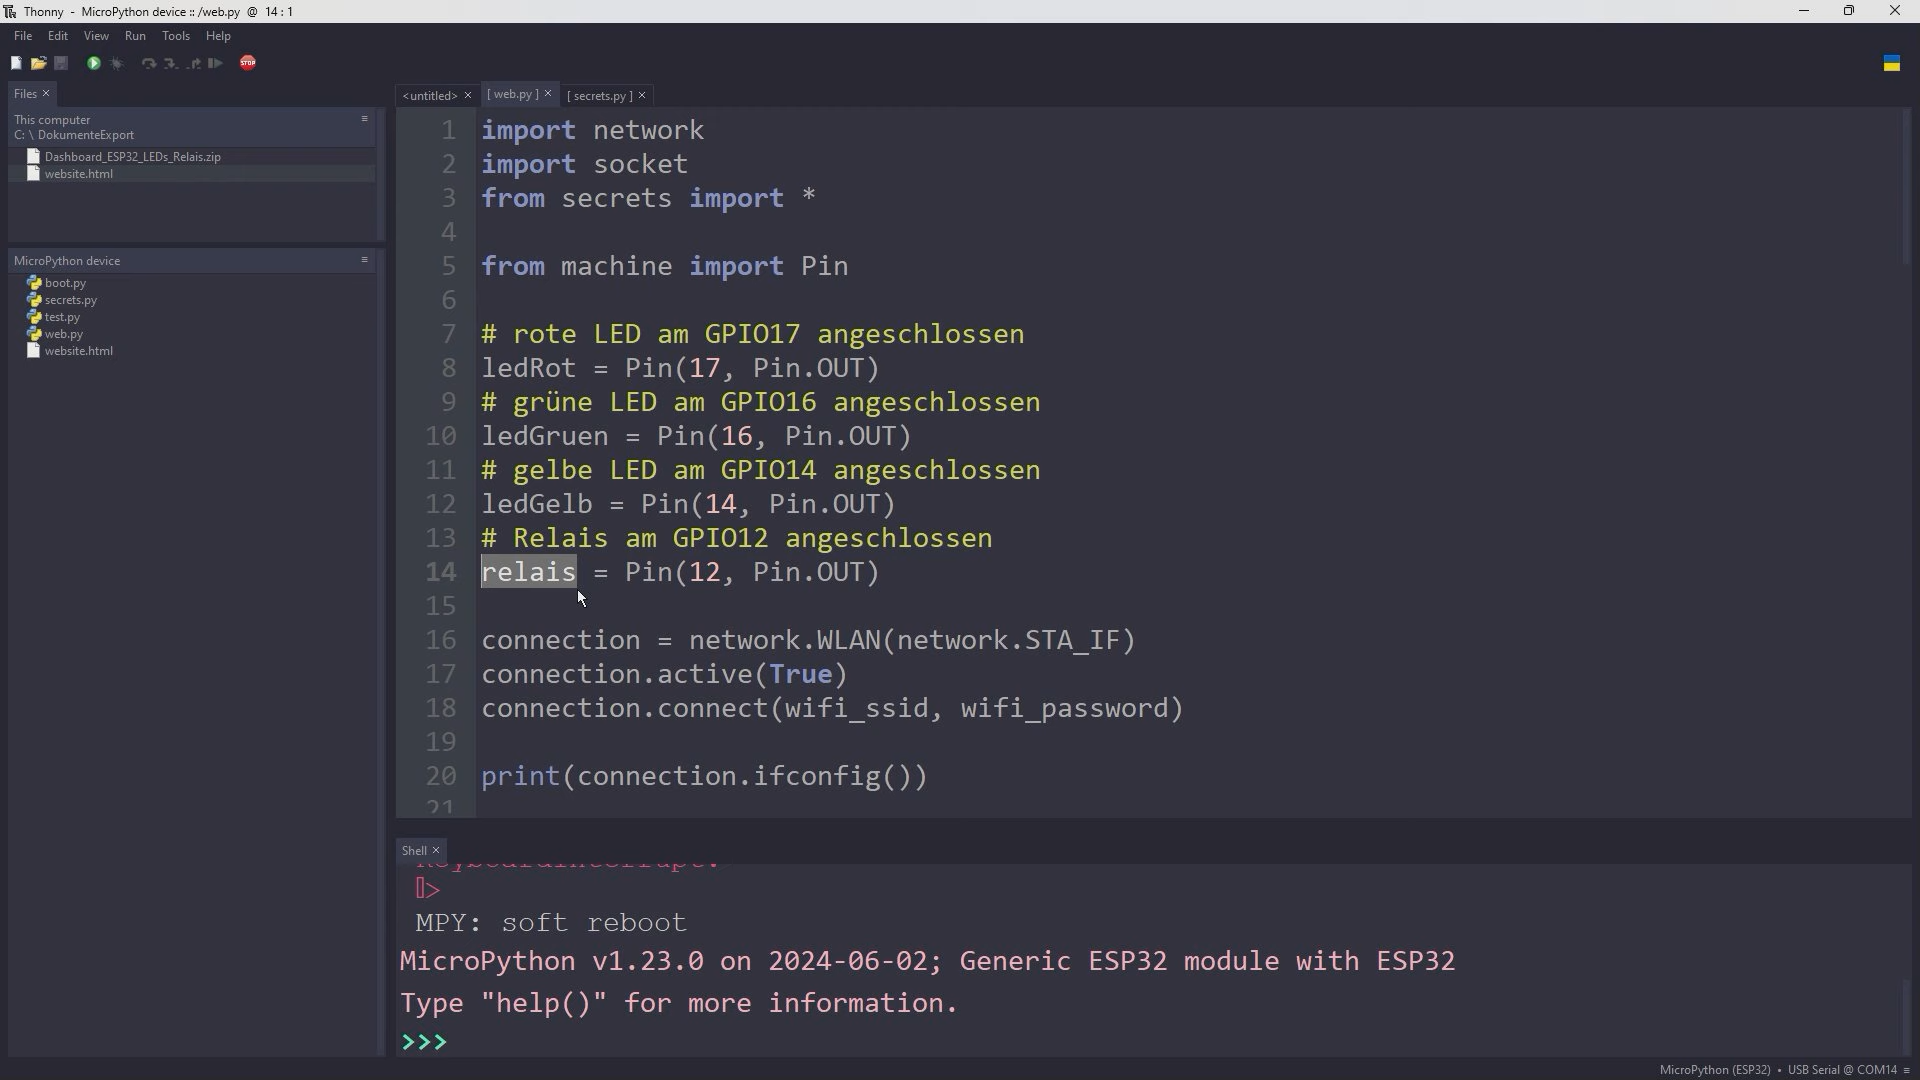 Thonny - MicroPython device :: /web.py @ 14 : 1
File Edit View Run Tools Help
STOP
Files ×
This computer
C: \ DokumenteExport
Dashboard_ESP32_LEDs_Relais.zip
website.html
MicroPython device
boot.py
secrets.py
test.py
web.py
website.html
<untitled> × [ web.py ] × [ secrets.py ] ×
1 import network
2 import socket
3 from secrets import *
4
5 from machine import Pin
6
7 # rote LED am GPIO17 angeschlossen
8 ledRot = Pin(17, Pin.OUT)
9 # grüne LED am GPIO16 angeschlossen
10 ledGruen = Pin(16, Pin.OUT)
11 # gelbe LED am GPIO14 angeschlossen
12 ledGelb = Pin(14, Pin.OUT)
13 # Relais am GPIO12 angeschlossen
14 relais = Pin(12, Pin.OUT)
15
16 connection = network.WLAN(network.STA_IF)
17 connection.active(True)
18 connection.connect(wifi_ssid, wifi_password)
19
20 print(connection.ifconfig())
21
Shell ×
KeyboardInterrupt:
>
MPY: soft reboot
MicroPython v1.23.0 on 2024-06-02; Generic ESP32 module with ESP32
Type "help()" for more information.
>>>
MicroPython (ESP32) • USB Serial @ COM14 ≡